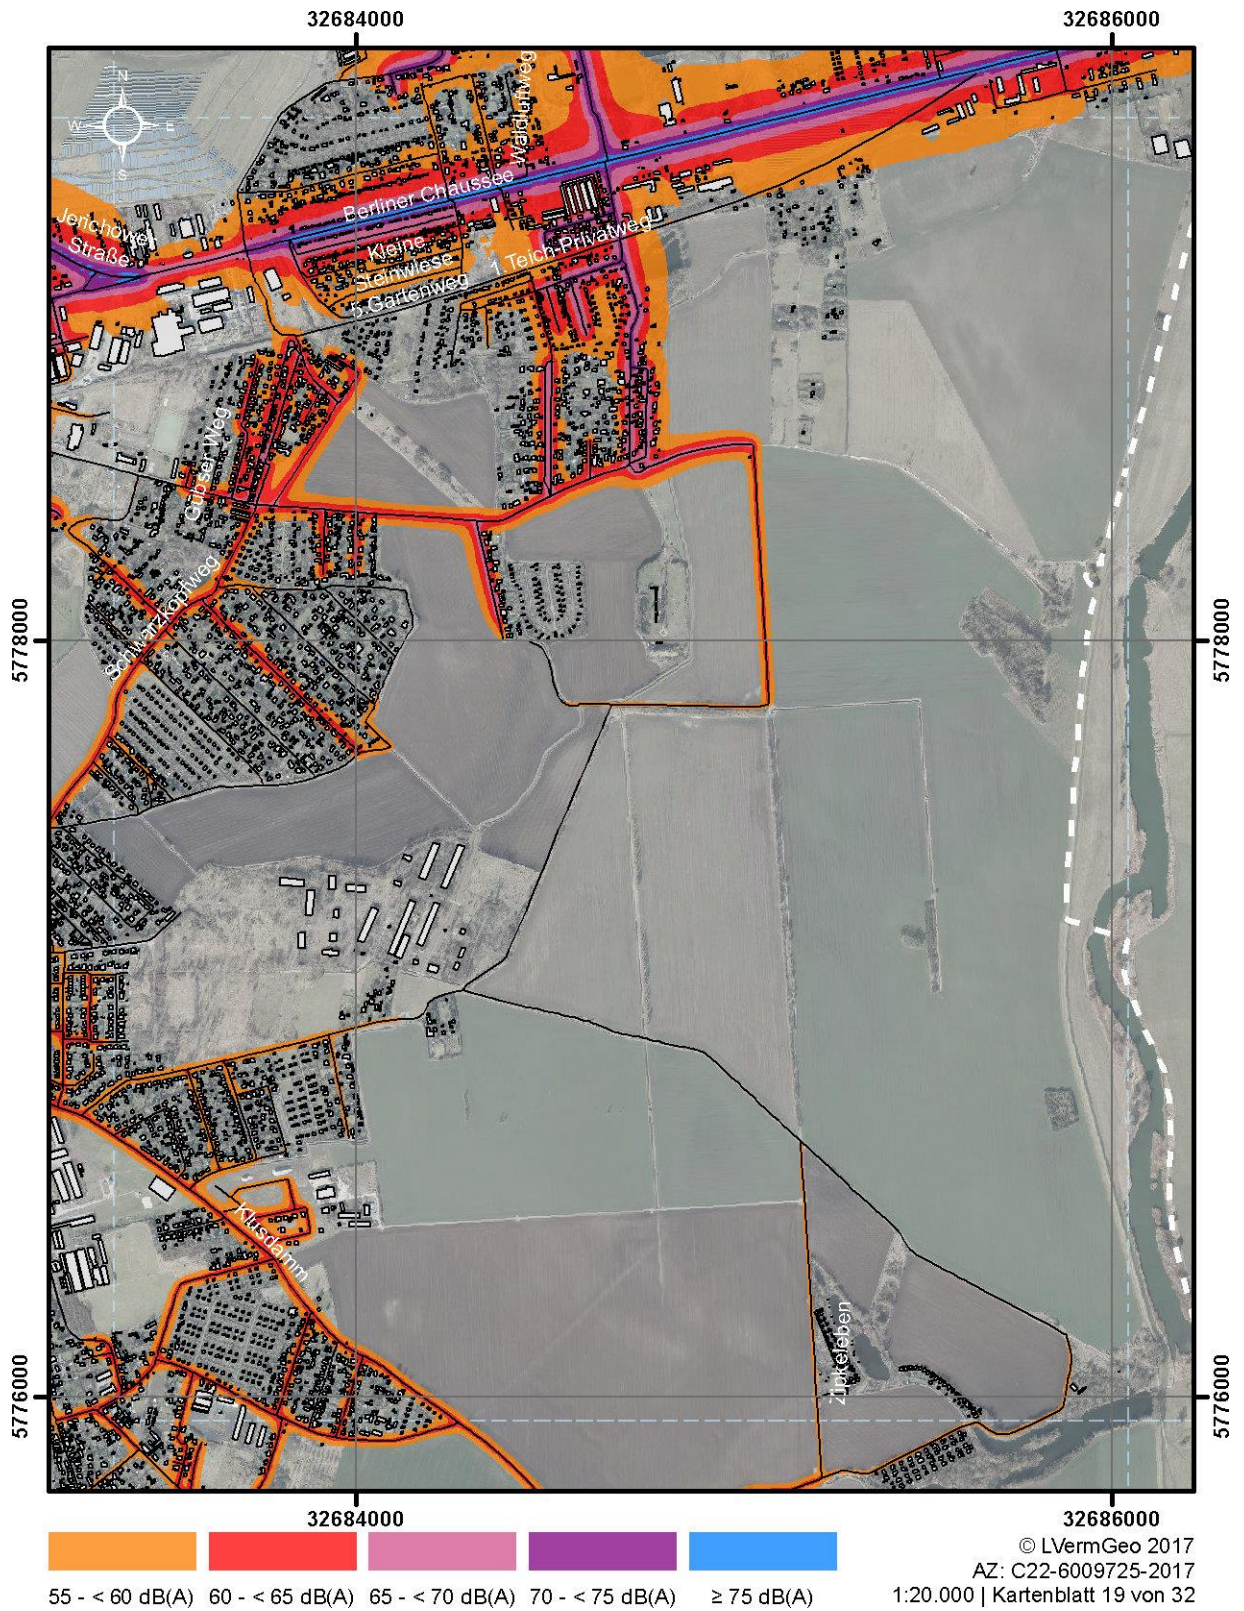 32684000
32686000
N
W
E
S
Waldluftweg
Berliner Chaussee
Jerichower
Straße
Kleine
Steinwiese
1.Teich-Privatweg
5.Gartenweg
Gübser Weg
Schwarzkopfweg
5778000
5778000
Klusdamm
Zipkeleben
5776000
5776000
32684000
32686000
55 - < 60 dB(A)
60 - < 65 dB(A)
65 - < 70 dB(A)
70 - < 75 dB(A)
≥ 75 dB(A)
© LVermGeo 2017
AZ: C22-6009725-2017
1:20.000 | Kartenblatt 19 von 32